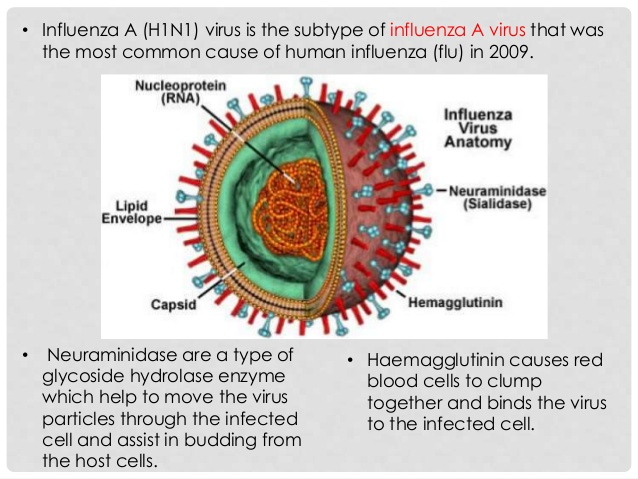 • Influenza A (H1N1) virus is the subtype of influenza A virus that was
the most common cause of human influenza (flu) in 2009.
Nucleoprotein
(RNA)
Influenza
Virus
Anatomy
Neuraminidase
(Sialidase)
Lipid
Envelope
Capsid
Hemagglutinin
• Neuraminidase are a type of
glycoside hydrolase enzyme
which help to move the virus
particles through the infected
cell and assist in budding from
the host cells.
• Haemagglutinin causes red
blood cells to clump
together and binds the virus
to the infected cell.